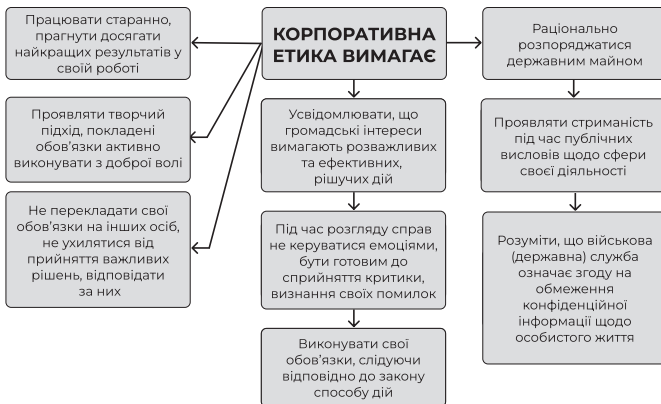 КОРПОРАТИВНА
ЕТИКА ВИМАГАЄ
Працювати старанно,
прагнути досягати
найкращих результатів у
своїй роботі
Проявляти творчий
підхід, покладені
обов'язки активно
виконувати з доброї волі
Не перекладати свої
обов'язки на інших осіб,
не ухилятися від
прийняття важливих
рішень, відповідати
за них
Усвідомлювати, що
громадські інтереси
вимагають розважливих
та ефективних,
рішучих дій
Під час розгляду справ
не керуватися емоціями,
бути готовим до
сприйняття критики,
визнання своїх помилок
Виконувати свої
обов'язки, слідуючи
відповідно до закону
способу дій
Раціонально
розпоряджатися
державним майном
Проявляти стриманість
під час публічних
висловів щодо сфери
своєї діяльності
Розуміти, що військова
(державна) служба
означає згоду на
обмеження
конфіденційної
інформації щодо
особистого життя